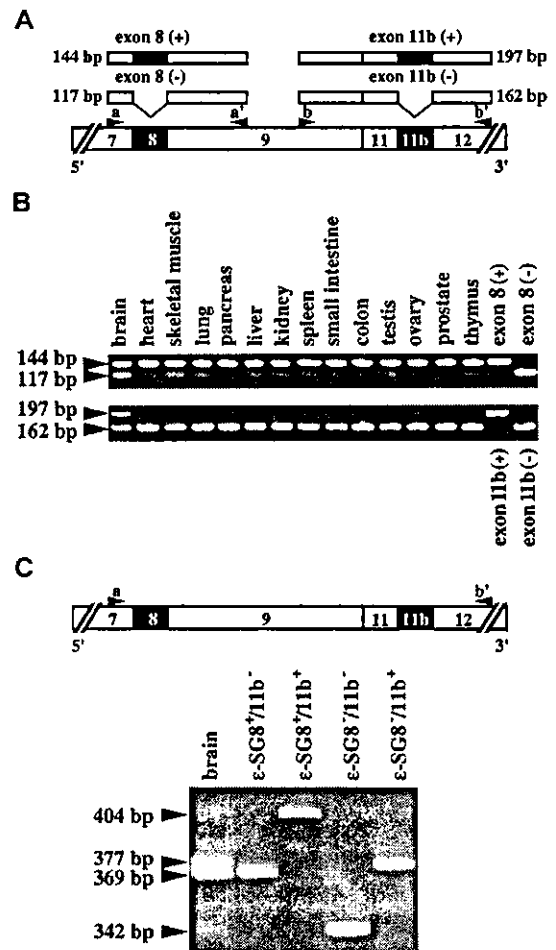 A
exon 8 (+)
exon 11b (+)
144 bp
197 bp
exon 8 (-)
exon 11b (-)
117 bp
162 bp
a
a'
b
b'
7
8
9
11
11b
12
5'
3'
B
brain
heart
skeletal muscle
lung
pancreas
liver
kidney
spleen
small intestine
colon
testis
ovary
prostate
thymus
exon 8 (+)
exon 8 (-)
144 bp
117 bp
197 bp
162 bp
exon11b (+)
exon11b (-)
C
a
b'
7
8
9
11
11b
12
5'
3'
brain
ε-SG8⁺/11b⁻
ε-SG8⁺/11b⁺
ε-SG8⁻/11b⁻
ε-SG8⁻/11b⁺
404 bp
377 bp
369 bp
342 bp